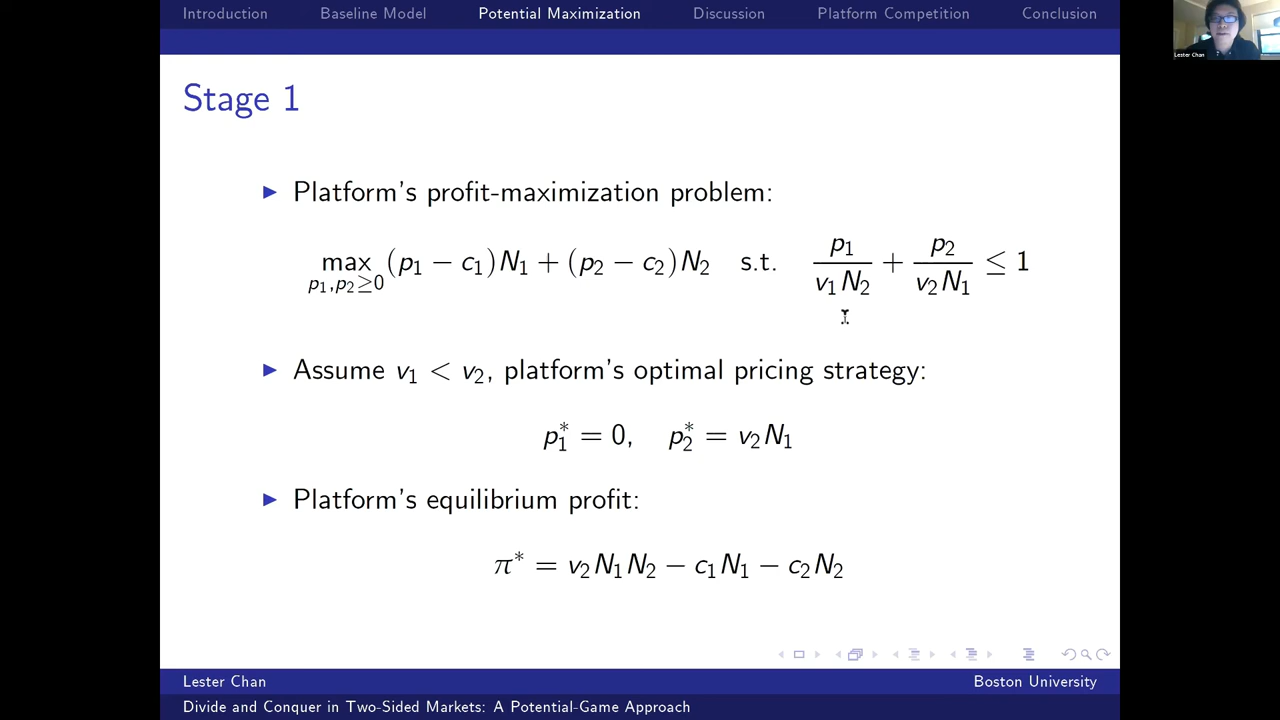 Introduction Baseline Model Potential Maximization Discussion Platform Competition Conclusion
Lester Chan
Stage 1
▶ Platform's profit-maximization problem:
max_{p₁,p₂≥0} (p₁ − c₁)N₁ + (p₂ − c₂)N₂ s.t. p₁/(v₁N₂) + p₂/(v₂N₁) ≤ 1
▶ Assume v₁ < v₂, platform's optimal pricing strategy:
p₁* = 0, p₂* = v₂N₁
▶ Platform's equilibrium profit:
π* = v₂N₁N₂ − c₁N₁ − c₂N₂
Lester Chan Boston University
Divide and Conquer in Two-Sided Markets: A Potential-Game Approach